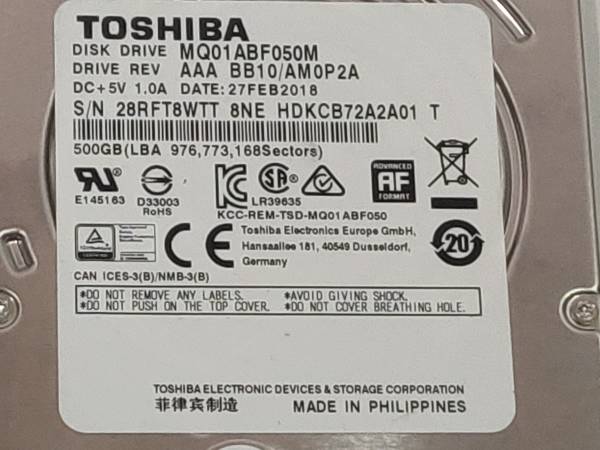 TOSHIBA
DISK DRIVE MQ01ABF050M
DRIVE REV AAA BB10/AM0P2A
DC+5V 1.0A DATE:27FEB2018
S/N 28RFT8WTT 8NE HDKCB72A2A01 T
500GB(LBA 976,773,168Sectors)
E145163 D33003 RoHS LR39635
ADVANCED AF FORMAT
KCC-REM-TSD-MQ01ABF050
Toshiba Electronics Europe GmbH,
Hansaallee 181, 40549 Dusseldorf,
Germany
CE
20
CAN ICES-3(B)/NMB-3(B)
*DO NOT REMOVE ANY LABELS. *AVOID GIVING SHOCK.
*DO NOT PUSH ON THE TOP COVER. *DO NOT COVER BREATHING HOLE.
TOSHIBA ELECTRONIC DEVICES & STORAGE CORPORATION
菲律宾制造 MADE IN PHILIPPINES